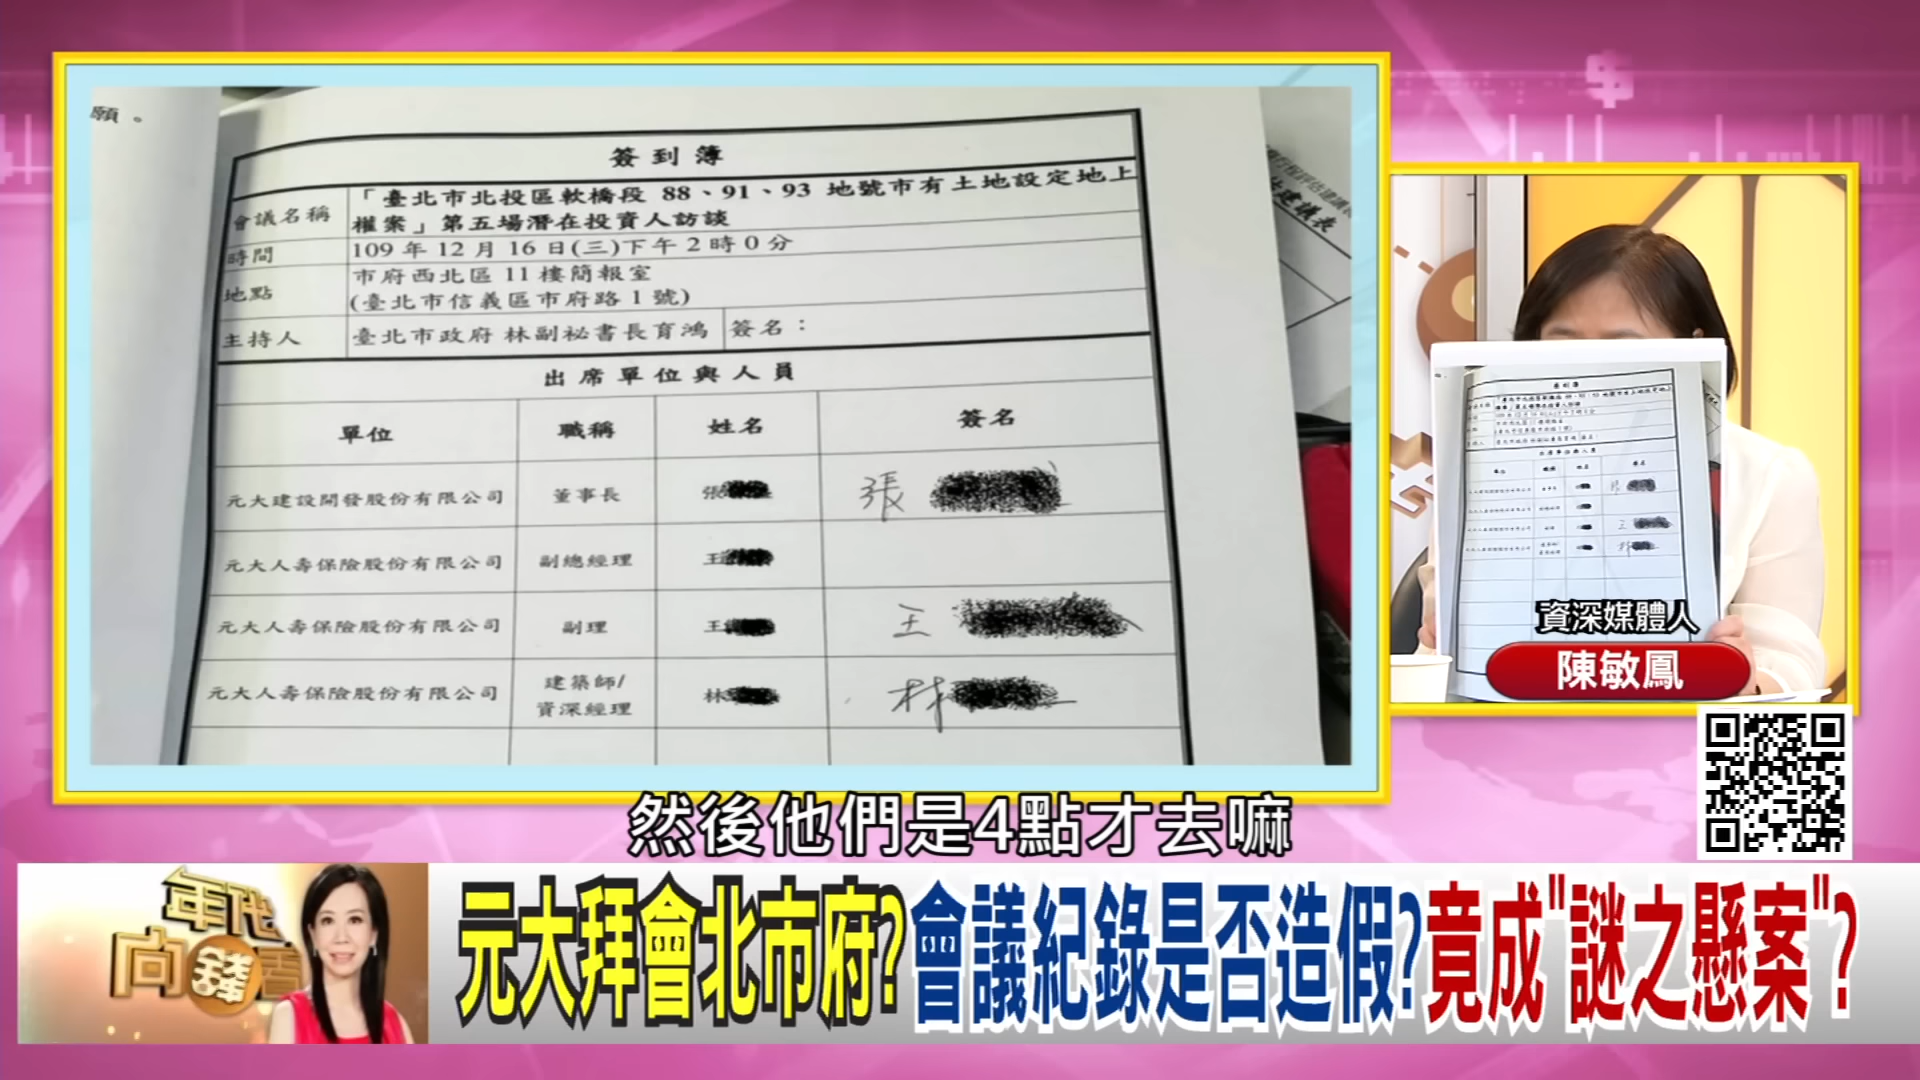 願。
簽到簿
會議名稱 「臺北市北投區軟橋段 88、91、93 地號市有土地設定地上
權案」第五場潛在投資人訪談
時間 109 年 12 月 16 日(三)下午 2 時 0 分
地點 市府西北區 11 樓簡報室
(臺北市信義區市府路 1 號)
主持人 臺北市政府 林副祕書長育鴻 簽名：
出席單位與人員
單位 職稱 姓名 簽名
元大建設開發股份有限公司 董事長 張 張
元大人壽保險股份有限公司 副總經理 王
元大人壽保險股份有限公司 副理 王 王
元大人壽保險股份有限公司 建築師/
資深經理 林 林
建議表
資深媒體人
陳敏鳳
然後他們是4點才去嘛
年代
向錢看
元大拜會北市府?會議紀錄是否造假?竟成"謎之懸案"?